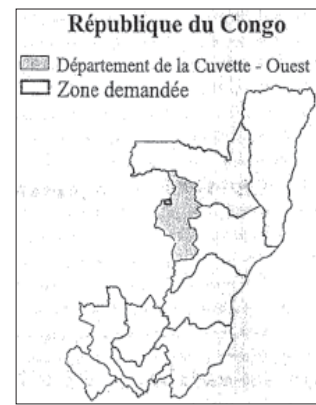 République du Congo
Département de la Cuvette - Ouest
Zone demandée